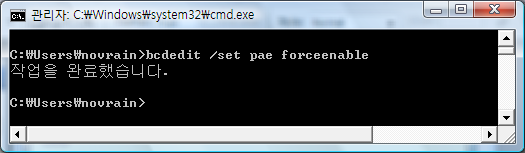 관리자: C:₩Windows₩system32₩cmd.exe
C:₩Users₩novrain>bcdedit /set pae forceenable
작업을 완료했습니다.
C:₩Users₩novrain>